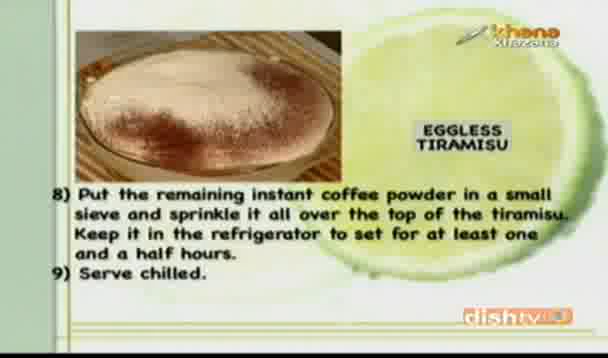 khana
khazana
EGGLESS
TIRAMISU
8) Put the remaining instant coffee powder in a small
sieve and sprinkle it all over the top of the tiramisu.
Keep it in the refrigerator to set for at least one
and a half hours.
9) Serve chilled.
dishtv